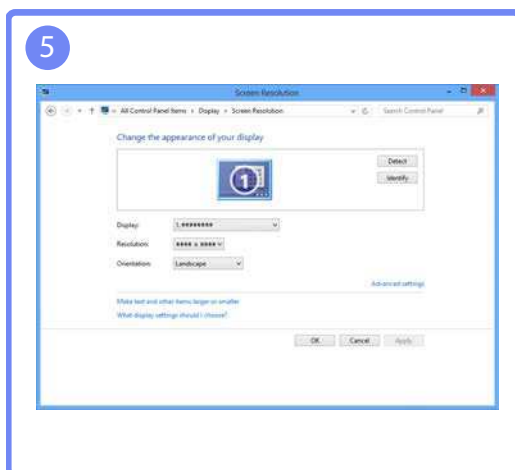 5
Screen Resolution
All Control Panel Items Display Screen Resolution Search Control Panel
Change the appearance of your display
1
Detect
Identify
Display: 1. ********
Resolution: **** x ****
Orientation: Landscape
Advanced settings
Make text and other items larger or smaller
What display settings should I choose?
OK Cancel Apply